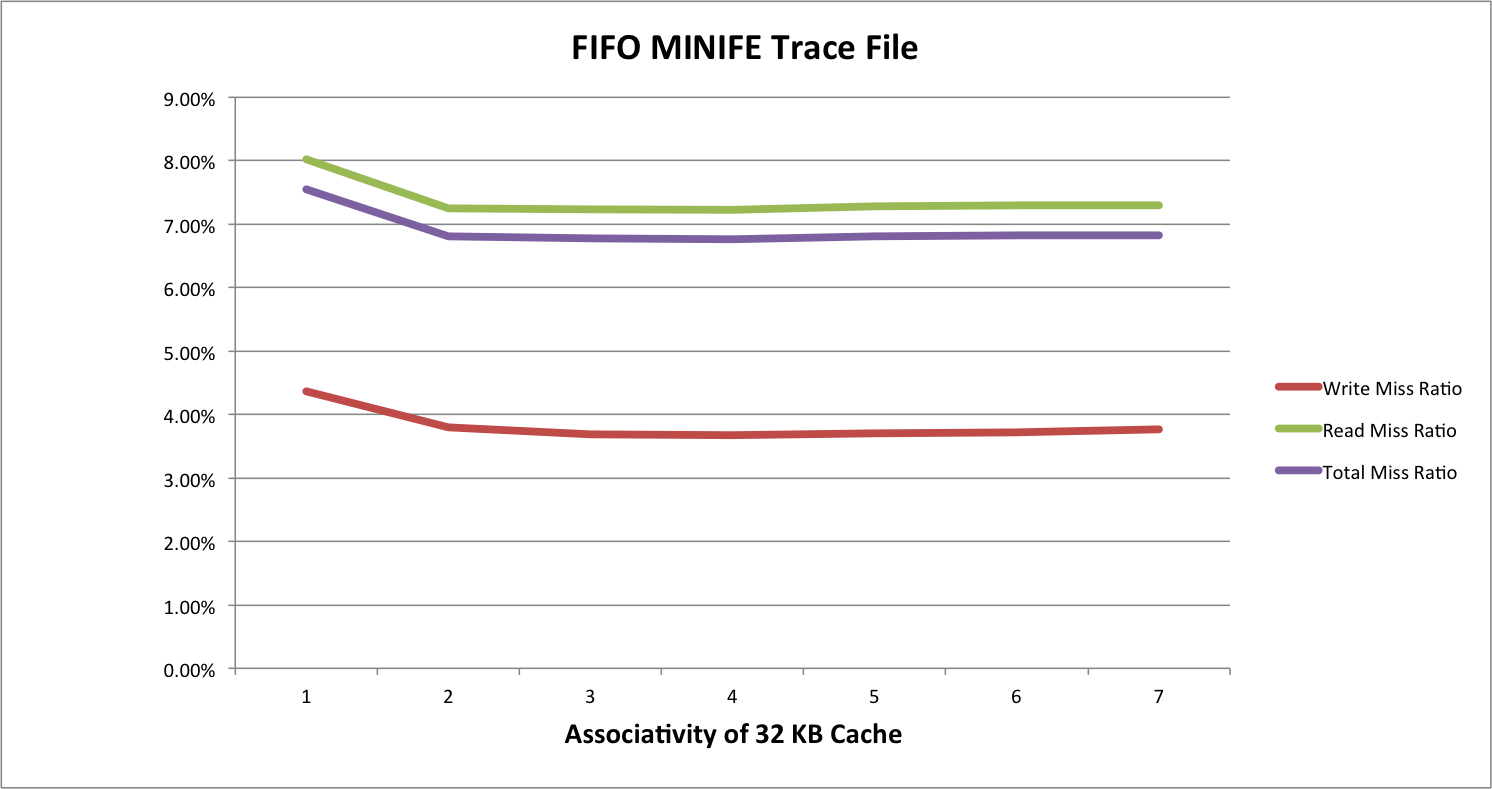 FIFO MINIFE Trace File
9.00%
8.00%
7.00%
6.00%
5.00%
4.00%
3.00%
2.00%
1.00%
0.00%
1 2 3 4 5 6 7
Associativity of 32 KB Cache
Write Miss Ratio
Read Miss Ratio
Total Miss Ratio